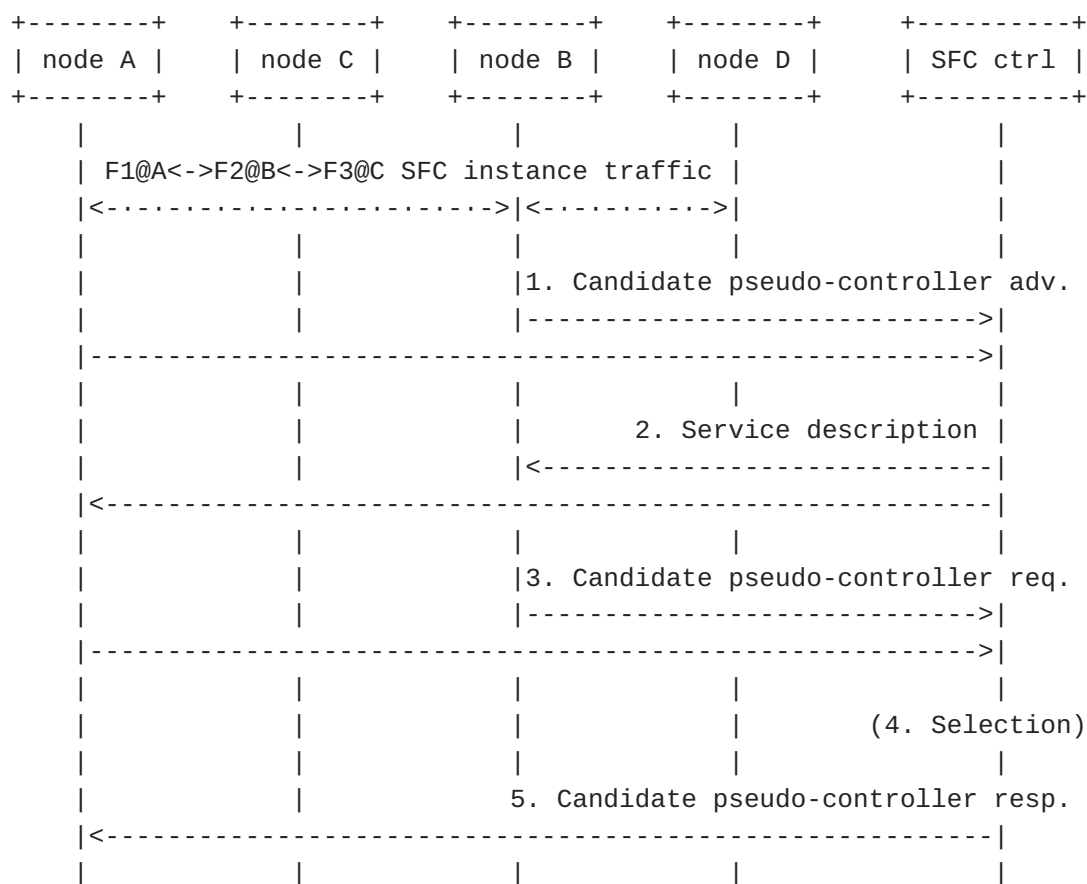 node A node C node B node D SFC ctrl
F1@A<->F2@B<->F3@C SFC instance traffic
1. Candidate pseudo-controller adv.
2. Service description
3. Candidate pseudo-controller req.
(4. Selection)
5. Candidate pseudo-controller resp.